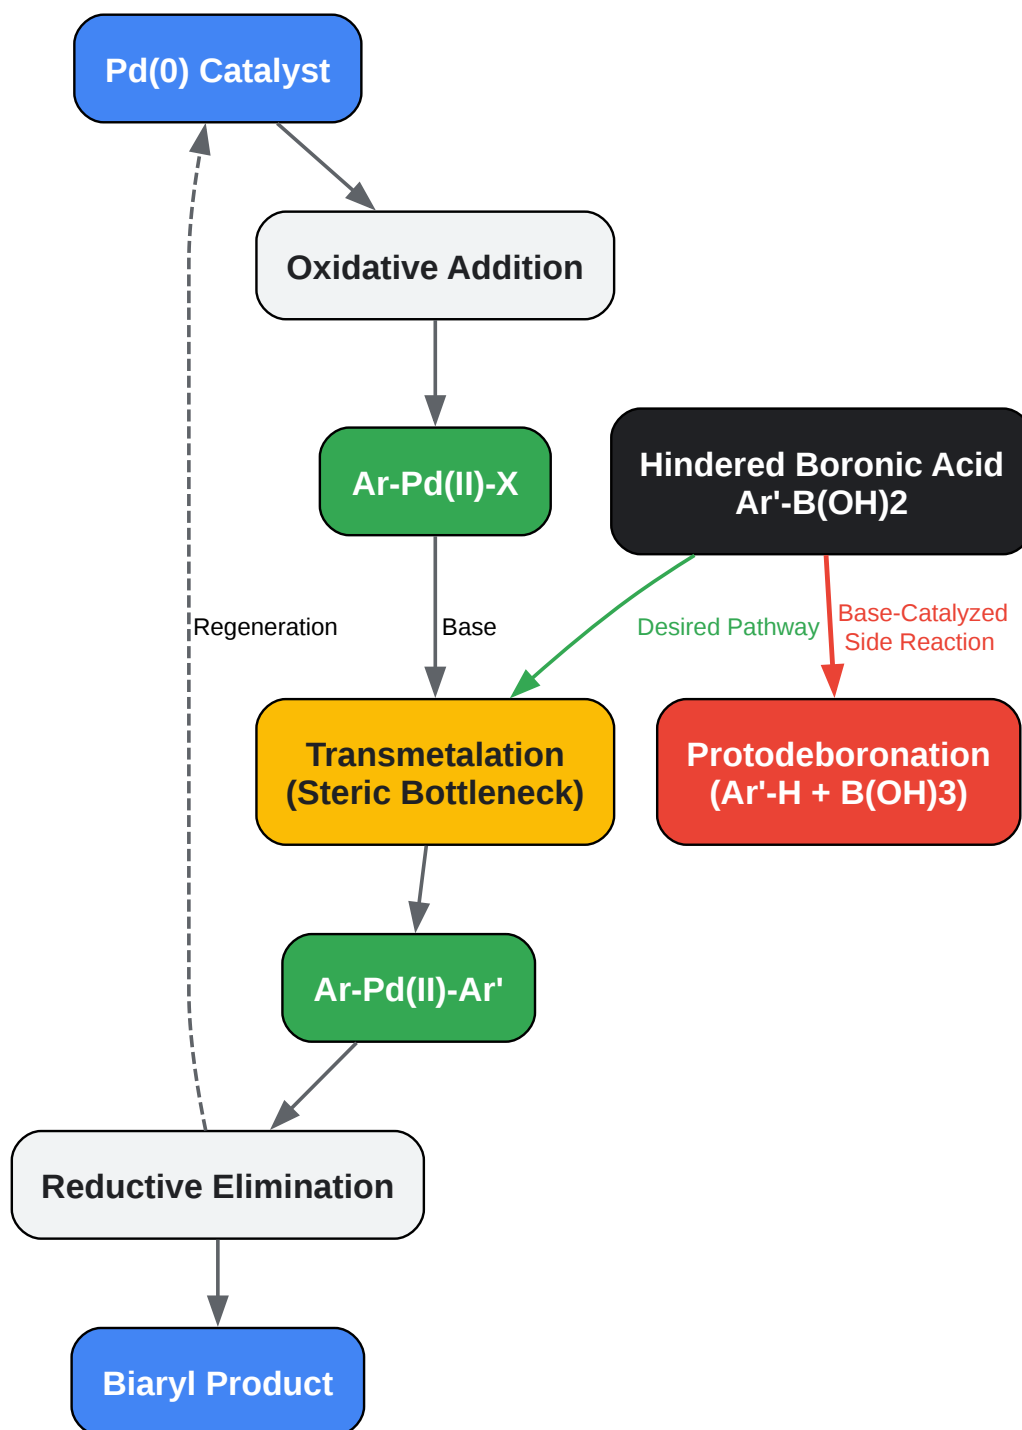 Pd(0) Catalyst
Oxidative Addition
Ar-Pd(II)-X
Hindered Boronic Acid
Ar'-B(OH)2
Regeneration
Base
Desired Pathway
Base-Catalyzed
Side Reaction
Transmetalation
(Steric Bottleneck)
Protodeboronation
(Ar'-H + B(OH)3)
Ar-Pd(II)-Ar'
Reductive Elimination
Biaryl Product